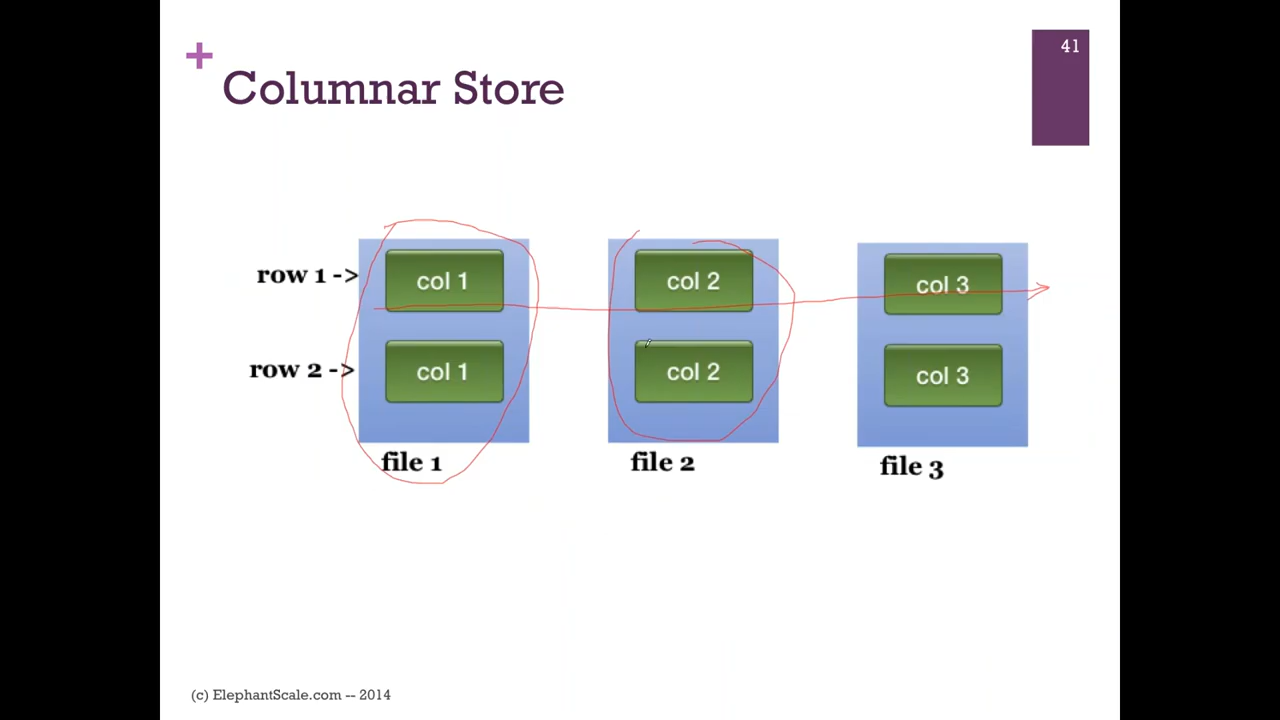 41
+
Columnar Store
row 1 -> col 1 col 2 col 3
row 2 -> col 1 col 2 col 3
file 1 file 2 file 3
(c) ElephantScale.com -- 2014